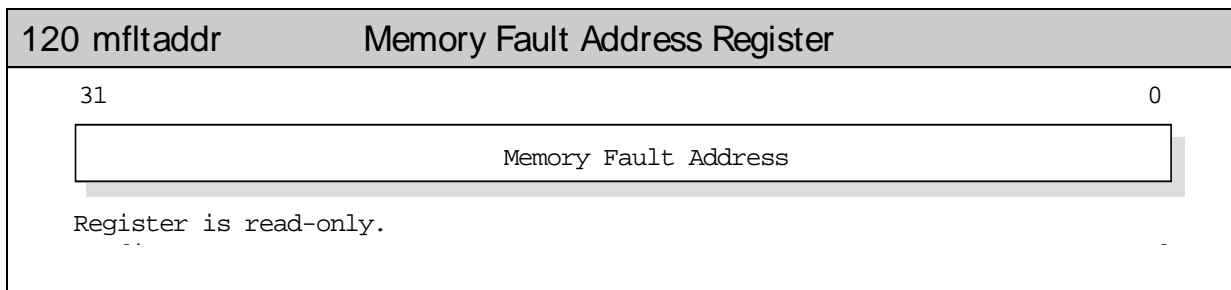 120 mfltaddr Memory Fault Address Register
31 0
Memory Fault Address
Register is read-only.